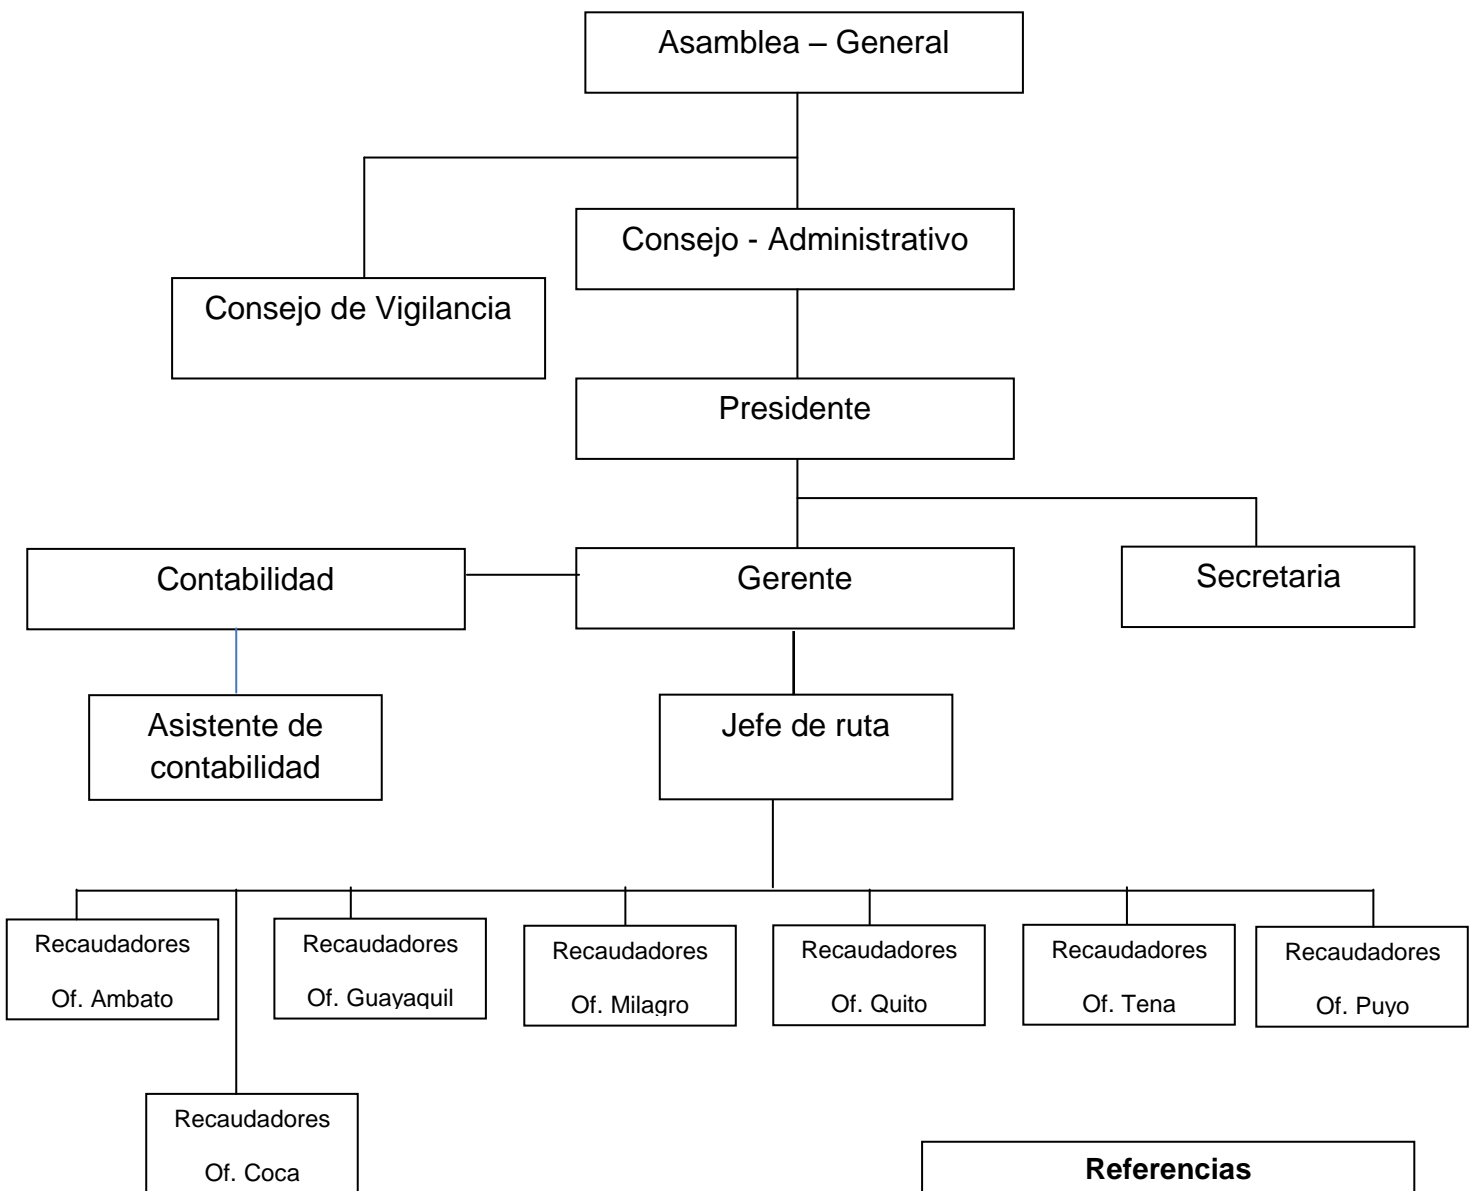 Asamblea – General
Consejo - Administrativo
Consejo de Vigilancia
Presidente
Contabilidad
Gerente
Secretaria
Asistente de
contabilidad
Jefe de ruta
Recaudadores
Of. Ambato
Recaudadores
Of. Guayaquil
Recaudadores
Of. Milagro
Recaudadores
Of. Quito
Recaudadores
Of. Tena
Recaudadores
Of. Puyo
Recaudadores
Of. Coca
Referencias